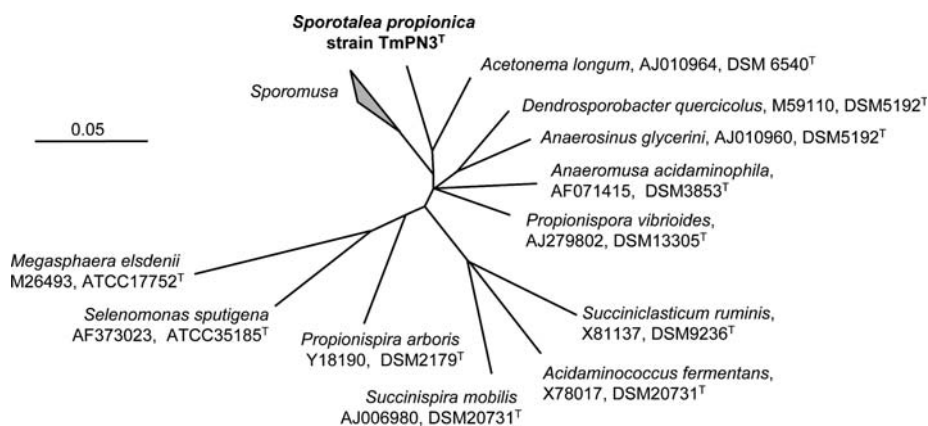 Sporotalea propionica
strain TmPN3ᵀ
Acetonema longum, AJ010964, DSM 6540ᵀ
Sporomusa
Dendrosporobacter quercicolus, M59110, DSM5192ᵀ
0.05
Anaerosinus glycerini, AJ010960, DSM5192ᵀ
Anaeromusa acidaminophila,
AF071415, DSM3853ᵀ
Propionispora vibrioides,
AJ279802, DSM13305ᵀ
Megasphaera elsdenii
M26493, ATCC17752ᵀ
Selenomonas sputigena
AF373023, ATCC35185ᵀ
Propionispira arboris
Y18190, DSM2179ᵀ
Succiniclasticum ruminis,
X81137, DSM9236ᵀ
Acidaminococcus fermentans,
X78017, DSM20731ᵀ
Succinispira mobilis
AJ006980, DSM20731ᵀ